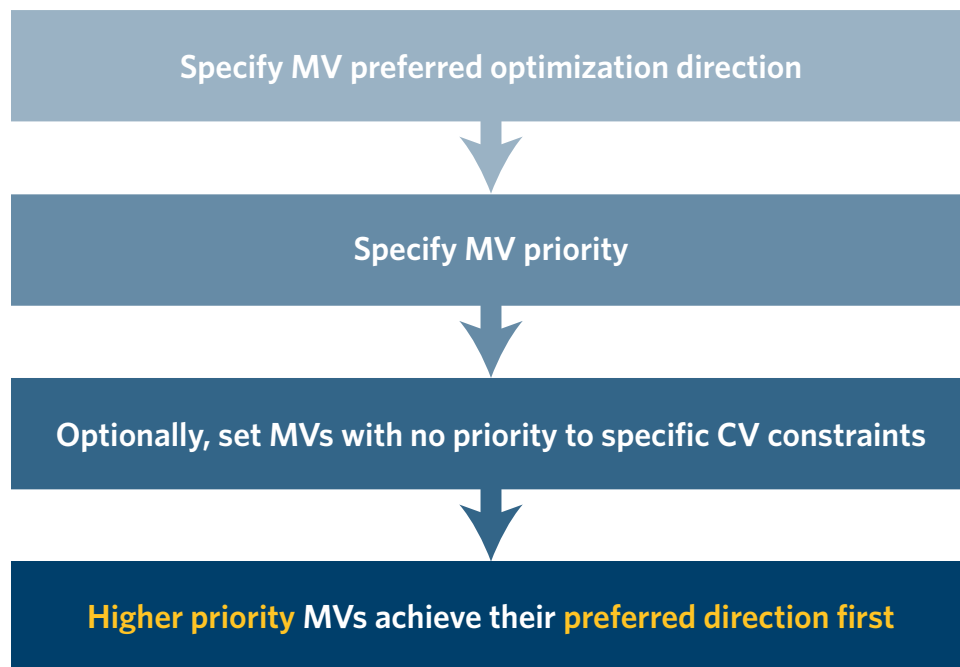 Specify MV preferred optimization direction
Specify MV priority
Optionally, set MVs with no priority to specific CV constraints
Higher priority MVs achieve their preferred direction first